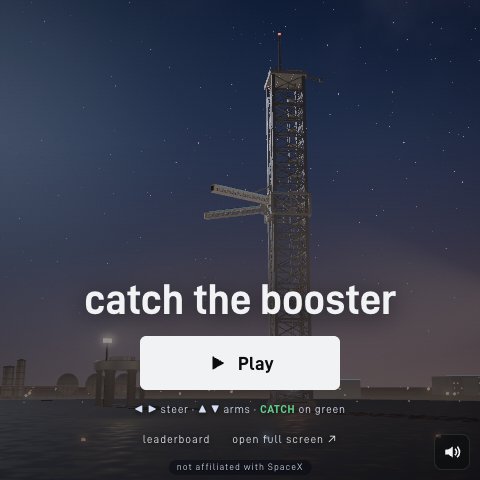 catch the booster
▶ Play
◀ ▶ steer · ▲ ▼ arms · CATCH on green
leaderboard open full screen ↗
not affiliated with SpaceX